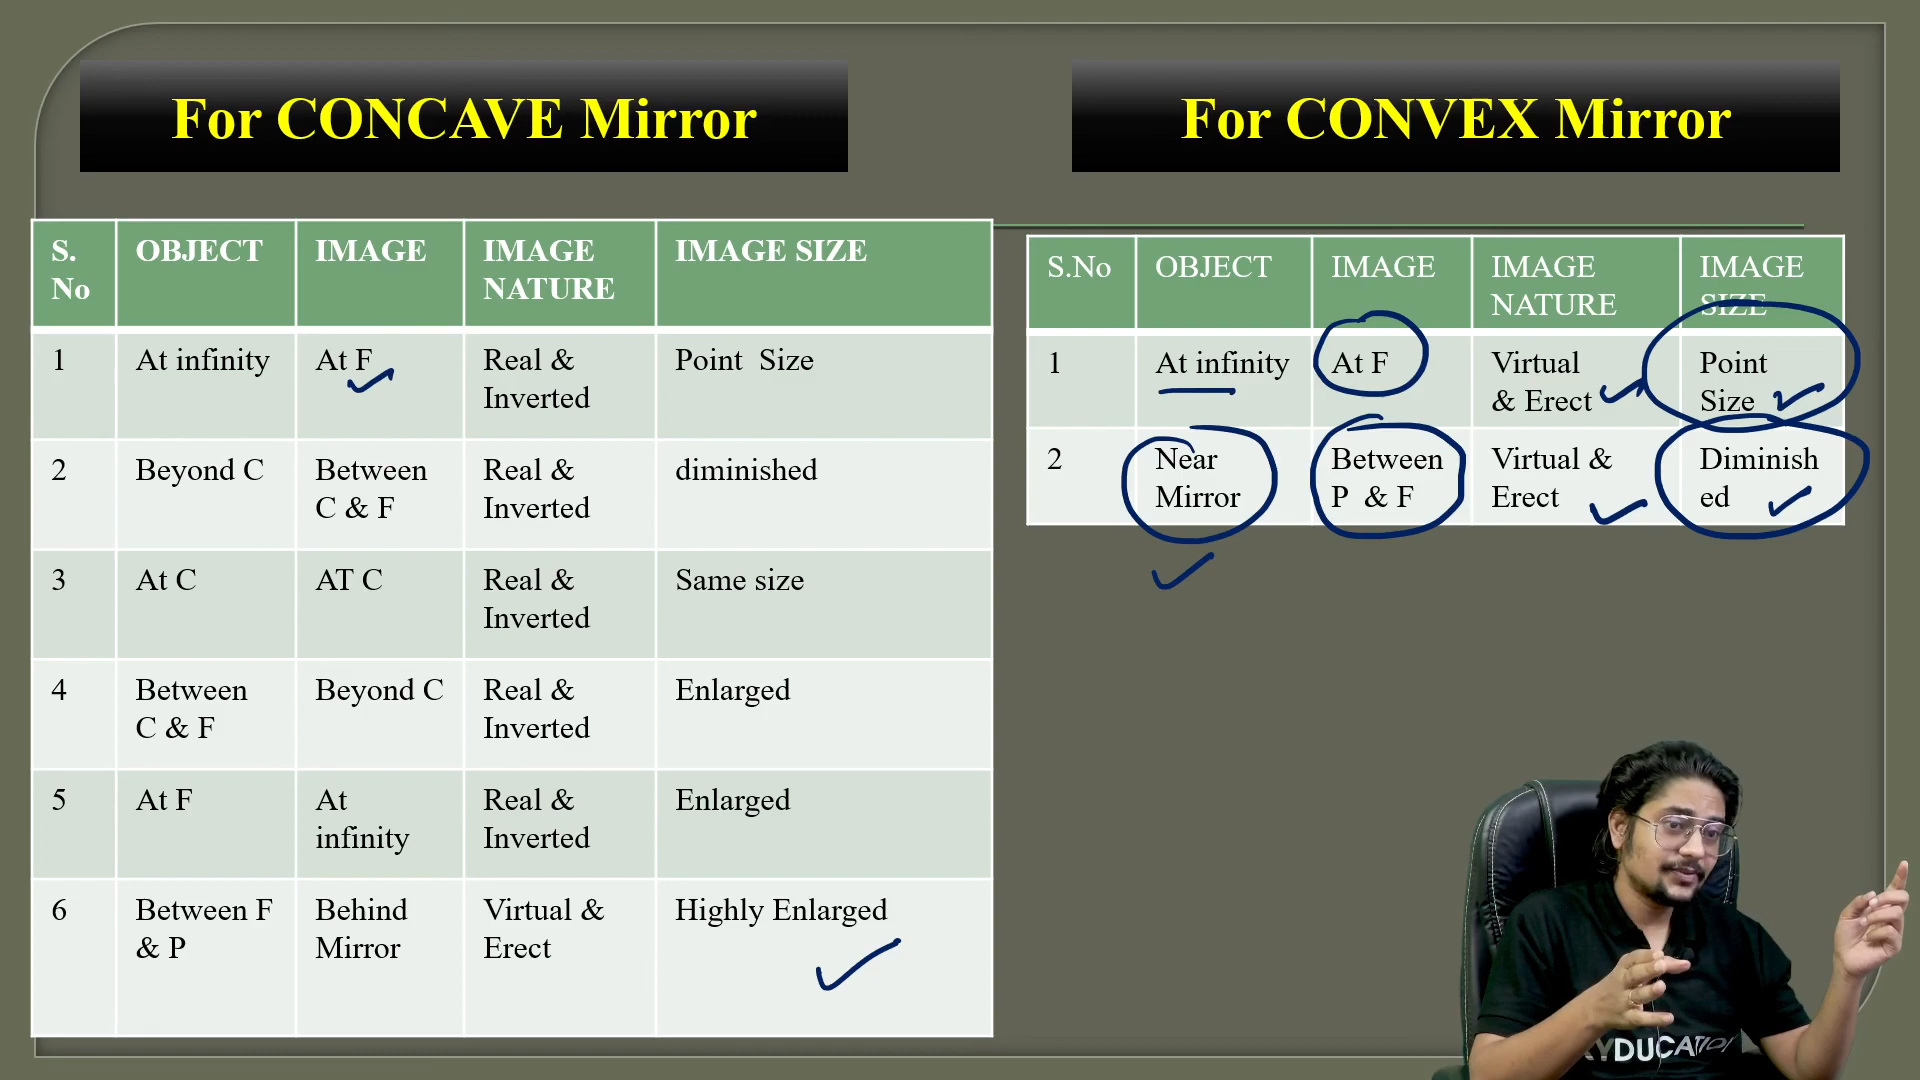 For CONCAVE Mirror
For CONVEX Mirror
S. No OBJECT IMAGE IMAGE NATURE IMAGE SIZE
1 At infinity At F Real & Inverted Point Size
2 Beyond C Between C & F Real & Inverted diminished
3 At C AT C Real & Inverted Same size
4 Between C & F Beyond C Real & Inverted Enlarged
5 At F At infinity Real & Inverted Enlarged
6 Between F & P Behind Mirror Virtual & Erect Highly Enlarged
S.No OBJECT IMAGE IMAGE NATURE IMAGE SIZE
1 At infinity At F Virtual & Erect Point Size
2 Near Mirror Between P & F Virtual & Erect Diminish ed